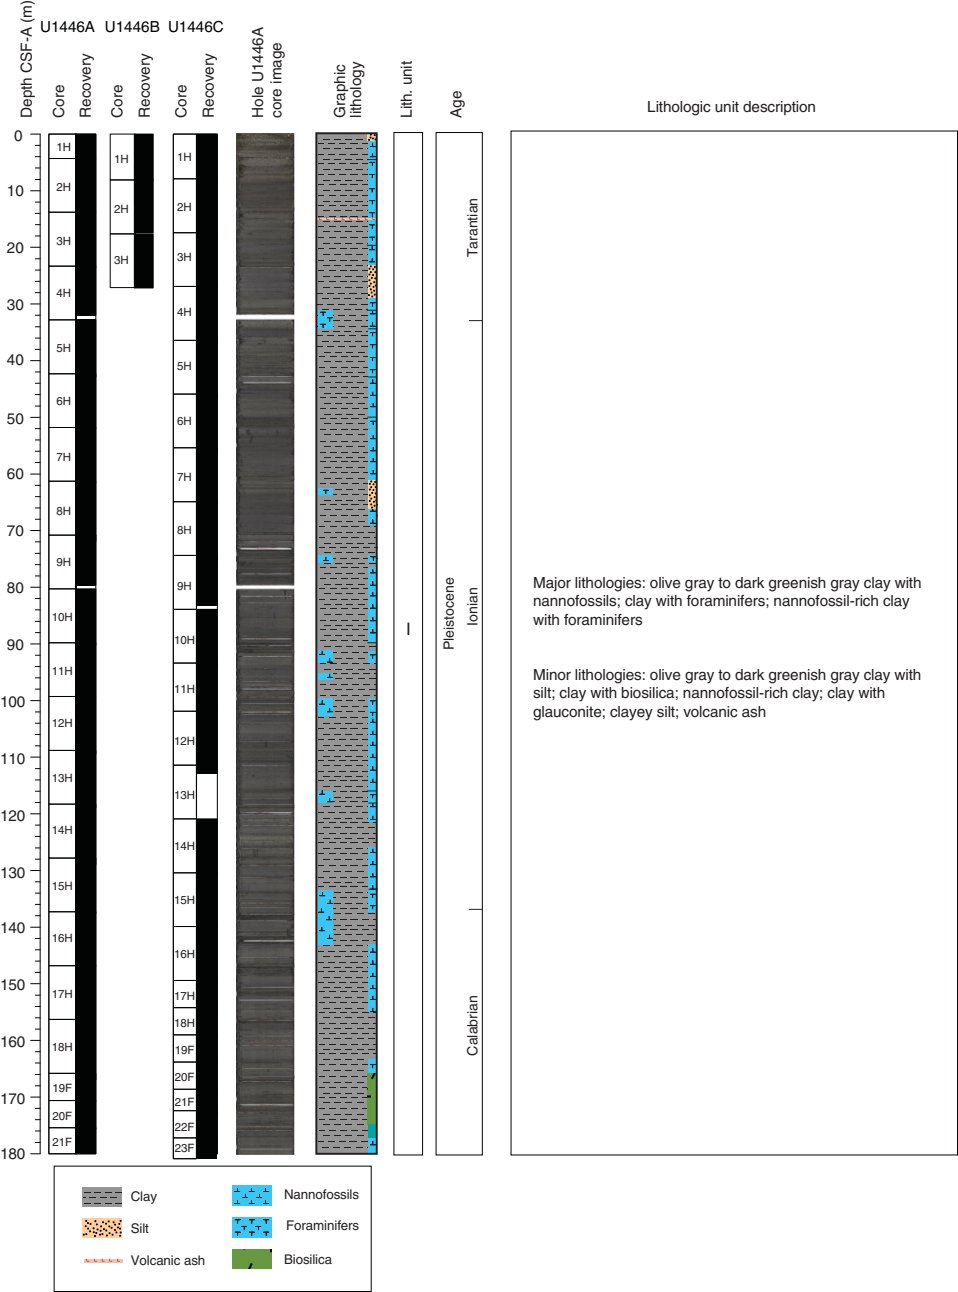 Depth CSF-A (m)
U1446A U1446B U1446C
Core
Recovery
Core
Recovery
Core
Recovery
Hole U1446A
core image
Graphic
lithology
Lith. unit
Age
Lithologic unit description
0
10
20
30
40
50
60
70
80
90
100
110
120
130
140
150
160
170
180
1H
2H
3H
4H
5H
6H
7H
8H
9H
10H
11H
12H
13H
14H
15H
16H
17H
18H
19F
20F
21F
1H
2H
3H
1H
2H
3H
4H
5H
6H
7H
8H
9H
10H
11H
12H
13H
14H
15H
16H
17H
18H
19F
20F
21F
22F
23F
I
Pleistocene
Tarantian
Ionian
Calabrian
Major lithologies: olive gray to dark greenish gray clay with
nannofossils; clay with foraminifers; nannofossil-rich clay
with foraminifers
Minor lithologies: olive gray to dark greenish gray clay with
silt; clay with biosilica; nannofossil-rich clay; clay with
glauconite; clayey silt; volcanic ash
Clay
Silt
Volcanic ash
Nannofossils
Foraminifers
Biosilica